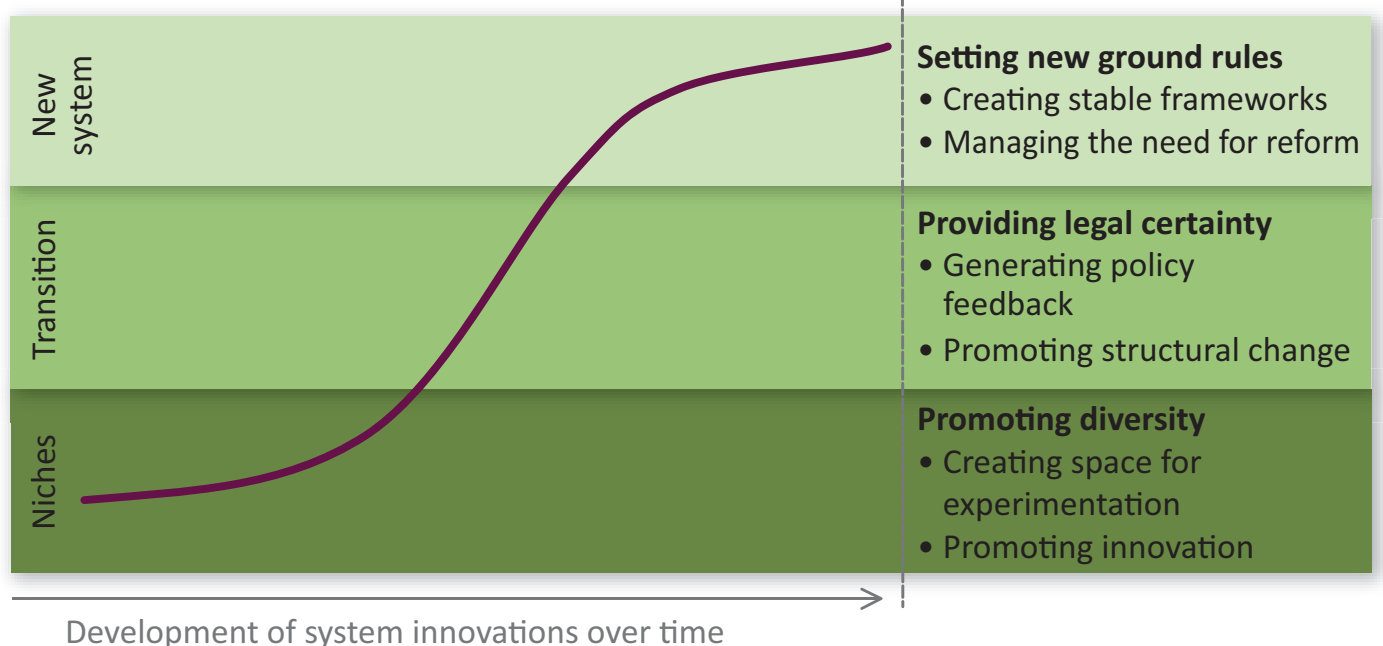 New
system
Setting new ground rules
• Creating stable frameworks
• Managing the need for reform
Transition
Providing legal certainty
• Generating policy
feedback
• Promoting structural change
Niches
Promoting diversity
• Creating space for
experimentation
• Promoting innovation
Development of system innovations over time